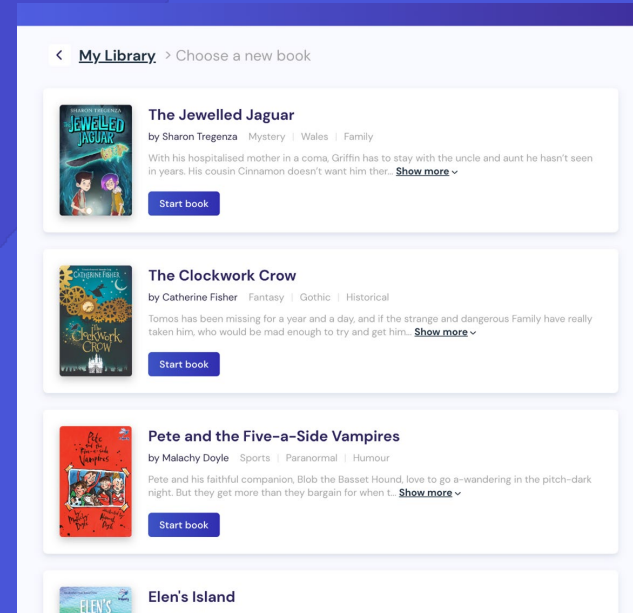 < My Library > Choose a new book
SHARON TREGENZA
JEWELLED
JAGUAR
The Jewelled Jaguar
by Sharon Tregenza Mystery | Wales | Family
With his hospitalised mother in a coma, Griffin has to stay with the uncle and aunt he hasn't seen
in years. His cousin Cinnamon doesn't want him ther... Show more
Start book
CATHERINE FISHER
The
Clockwork
CROW
The Clockwork Crow
by Catherine Fisher Fantasy | Gothic | Historical
Tomos has been missing for a year and a day, and if the strange and dangerous Family have really
taken him, who would be mad enough to try and get him... Show more
Start book
Pete
and the
Five-a-Side
Vampires
Malachy
Doyle
Pete and the Five-a-Side Vampires
by Malachy Doyle Sports | Paranormal | Humour
Pete and his faithful companion, Blob the Basset Hound, love to go a-wandering in the pitch-dark
night. But they get more than they bargain for when t... Show more
Start book
ELEN'S
Elen's Island